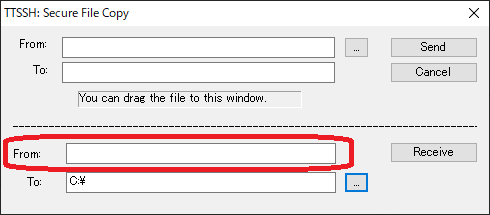 TTSSH: Secure File Copy
From:
...
Send
To:
Cancel
You can drag the file to this window.
From:
Receive
To:
C:¥
...